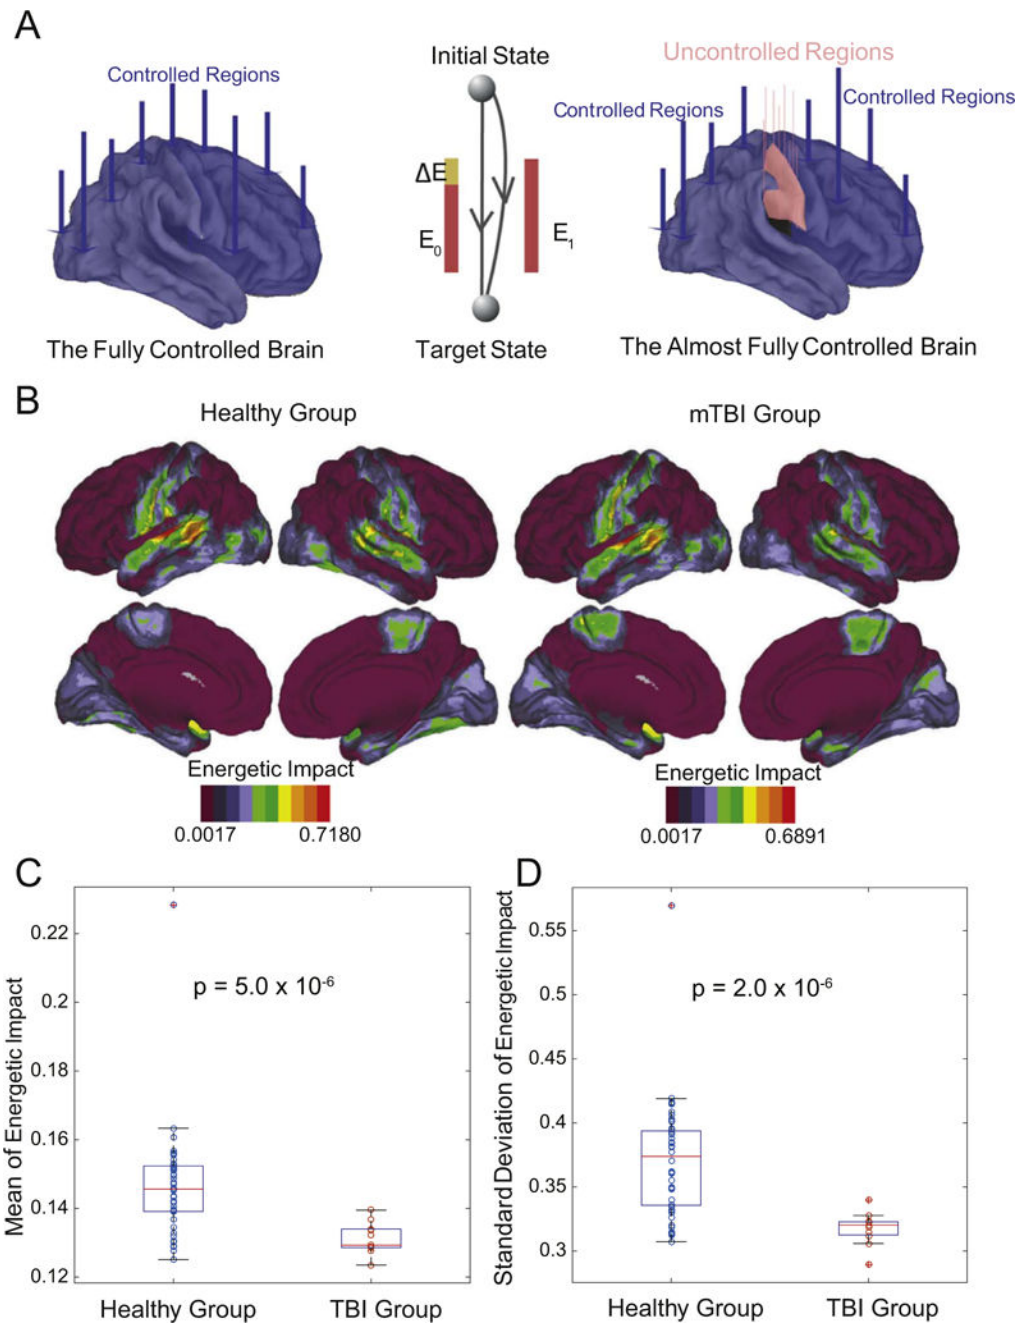 A
Controlled Regions
Initial State
Uncontrolled Regions
Controlled Regions
Controlled Regions
ΔE
E0
E1
The Fully Controlled Brain
Target State
The Almost Fully Controlled Brain
B
Healthy Group
mTBI Group
Energetic Impact
0.0017 0.7180
Energetic Impact
0.0017 0.6891
C
Mean of Energetic Impact
0.22
0.2
0.18
0.16
0.14
0.12
p = 5.0 x 10-6
Healthy Group
TBI Group
D
Standard Deviation of Energetic Impact
0.55
0.5
0.45
0.4
0.35
0.3
p = 2.0 x 10-6
Healthy Group
TBI Group